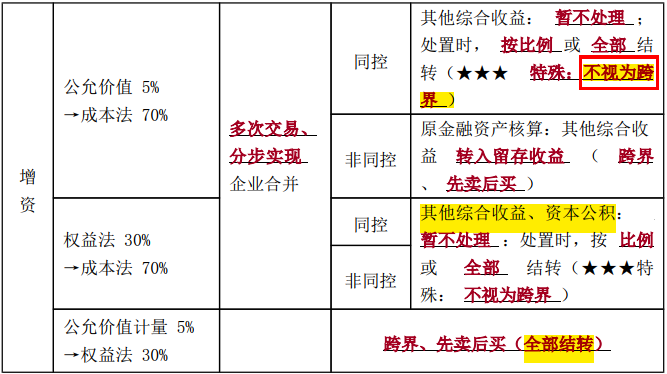 增
资
公允价值 5%
→成本法 70%
多次交易、
分步实现
企业合并
同控
其他综合收益：暂不处理；
处置时，按比例 或 全部 结
转（★★★ 特殊：不视为跨
界）
非同控
原金融资产核算：其他综合收
益 转入留存收益 （ 跨界
、先卖后买）
权益法 30%
→成本法 70%
同控
非同控
其他综合收益、资本公积：
暂不处理：处置时，按 比例
或 全部 结转（★★★特
殊：不视为跨界）
公允价值计量 5%
→权益法 30%
跨界、先卖后买（全部结转）